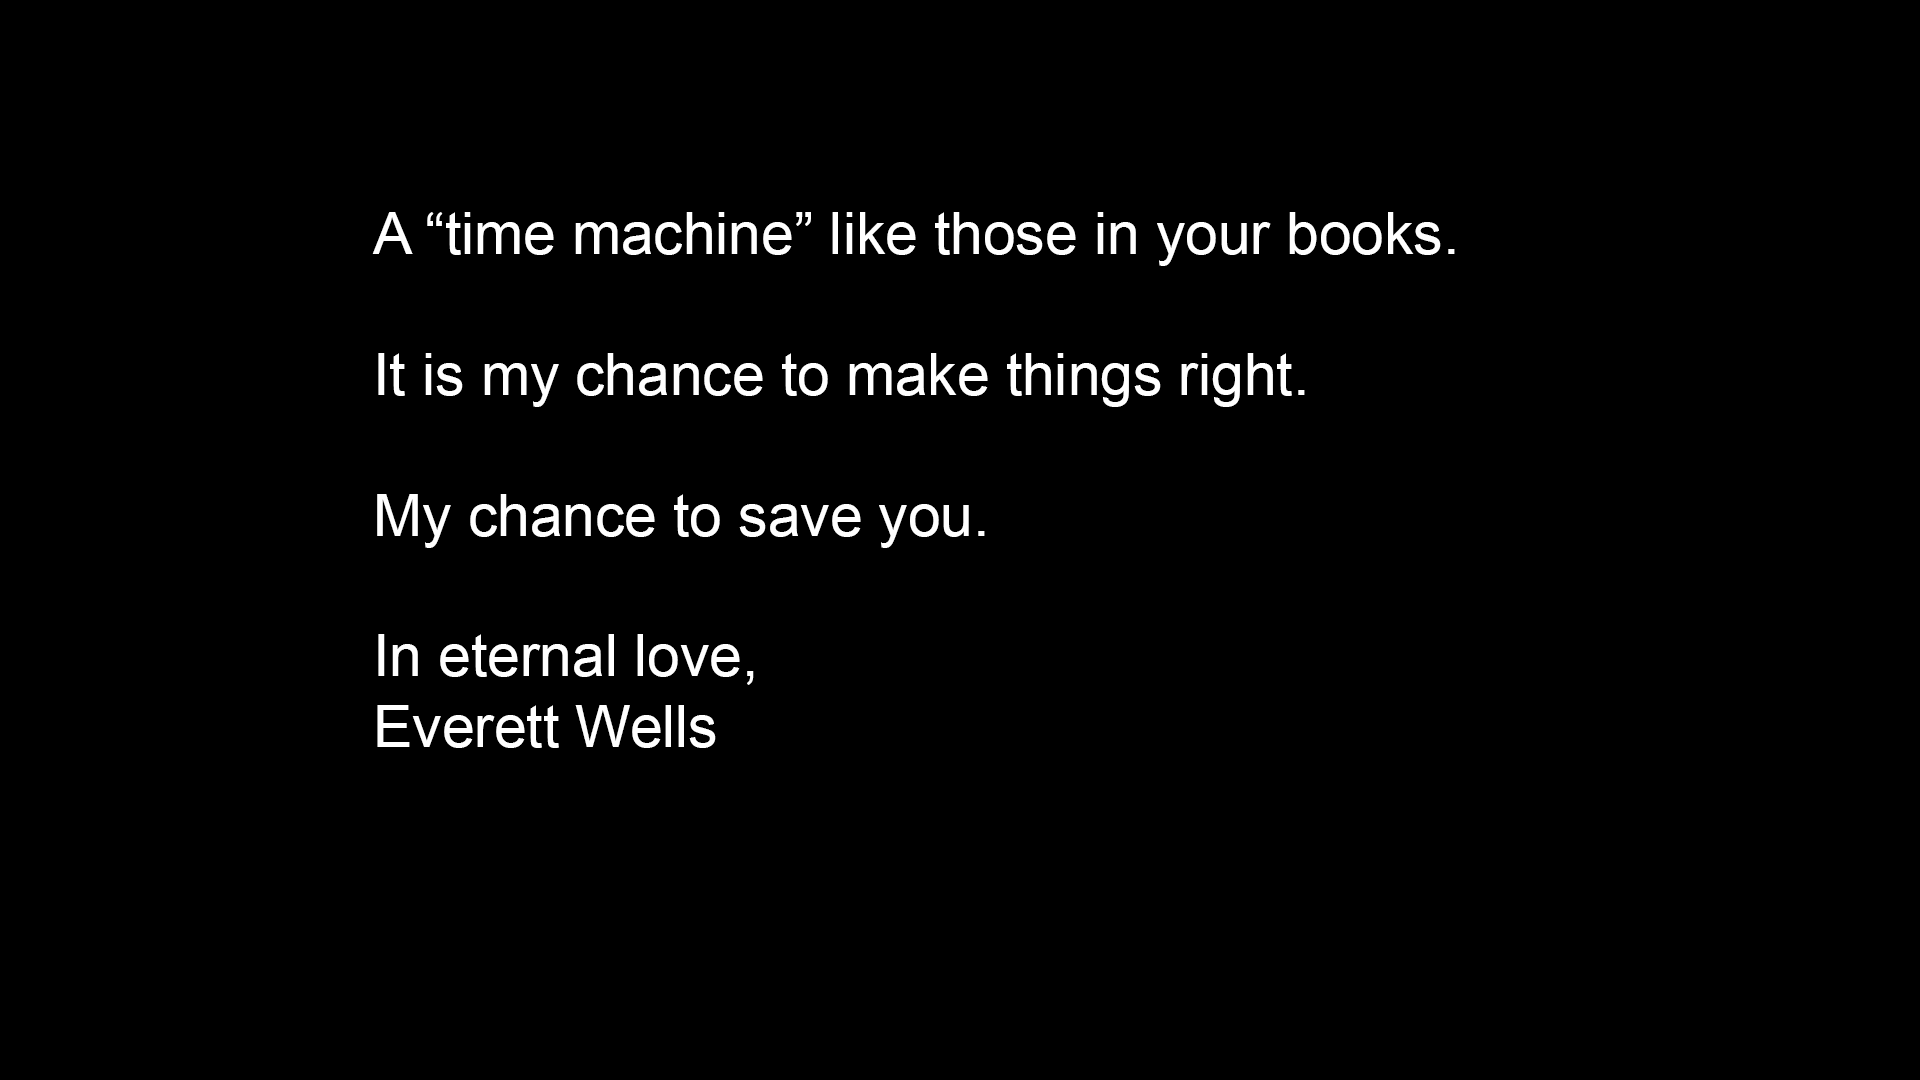 A “time machine” like those in your books.
It is my chance to make things right.
My chance to save you.
In eternal love,
Everett Wells